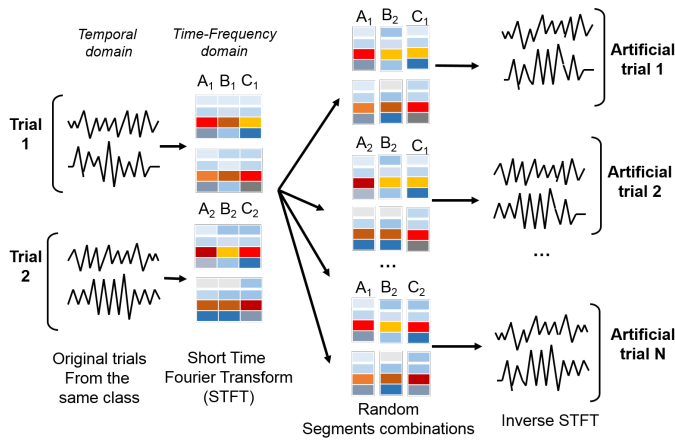 Temporal
domain
Time-Frequency
domain
A1 B1 C1
Trial
1
A2 B2 C2
Trial
2
Original trials
From the
same class
Short Time
Fourier Transform
(STFT)
A1 B2 C1
A2 B2 C1
...
A1 B2 C2
Random
Segments combinations
Artificial
trial 1
Artificial
trial 2
...
Artificial
trial N
Inverse STFT